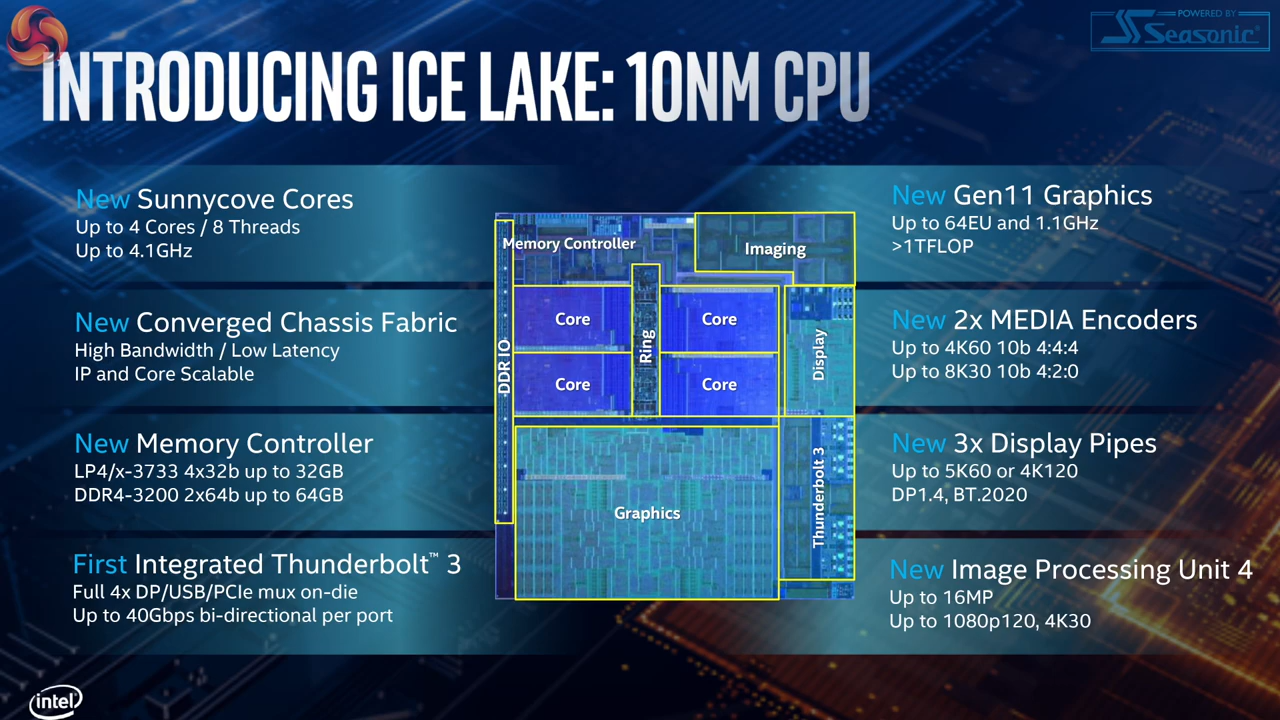 POWERED BY
Seasonic
INTRODUCING ICE LAKE: 10NM CPU
New Sunnycove Cores
Up to 4 Cores / 8 Threads
Up to 4.1GHz
New Converged Chassis Fabric
High Bandwidth / Low Latency
IP and Core Scalable
New Memory Controller
LP4/x-3733 4x32b up to 32GB
DDR4-3200 2x64b up to 64GB
First Integrated Thunderbolt™ 3
Full 4x DP/USB/PCIe mux on-die
Up to 40Gbps bi-directional per port
Memory Controller
Imaging
DDR IO
Core
Ring
Core
Display
Core
Core
Graphics
Thunderbolt 3
New Gen11 Graphics
Up to 64EU and 1.1GHz
>1TFLOP
New 2x MEDIA Encoders
Up to 4K60 10b 4:4:4
Up to 8K30 10b 4:2:0
New 3x Display Pipes
Up to 5K60 or 4K120
DP1.4, BT.2020
New Image Processing Unit 4
Up to 16MP
Up to 1080p120, 4K30
intel